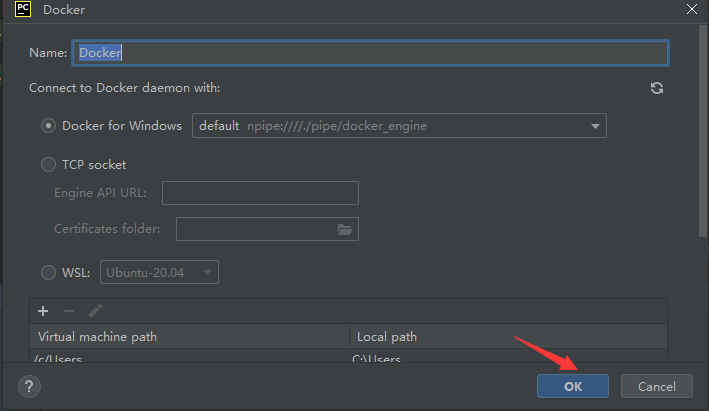 PC Docker
Name: Docker
Connect to Docker daemon with:
Docker for Windows default npipe:////./pipe/docker_engine
TCP socket
Engine API URL:
Certificates folder:
WSL: Ubuntu-20.04
Virtual machine path Local path
/c/Users C:\Users
? OK Cancel